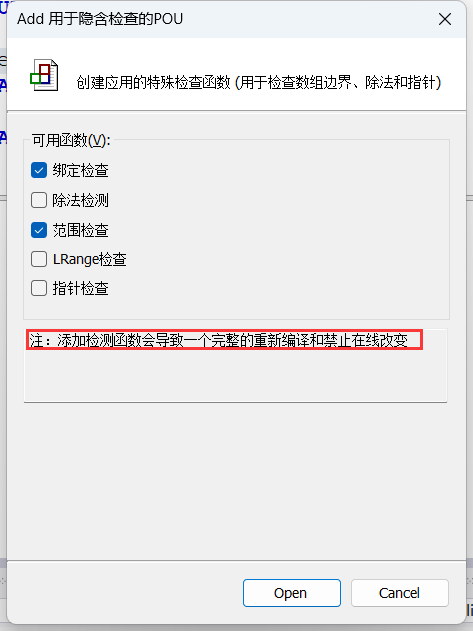 Add 用于隐含检查的POU
创建应用的特殊检查函数 (用于检查数组边界、除法和指针)
可用函数(V):
绑定检查
除法检测
范围检查
LRange检查
指针检查
注：添加检测函数会导致一个完整的重新编译和禁止在线改变
Open
Cancel